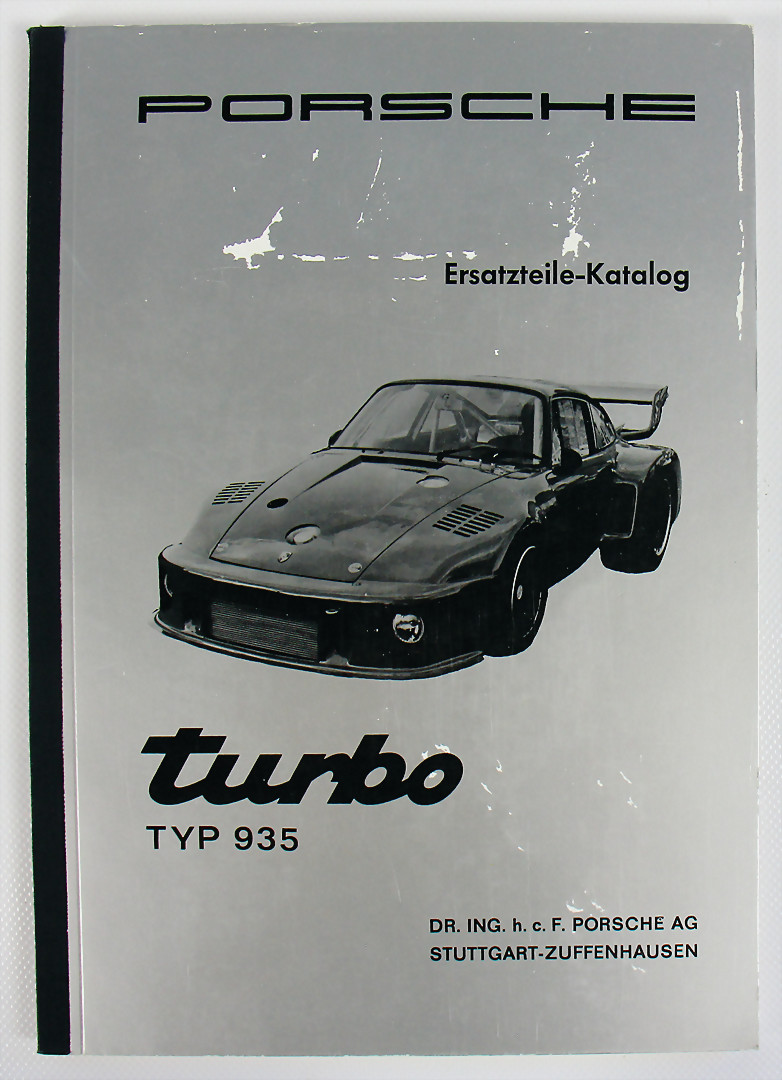 PORSCHE
Ersatzteile-Katalog
turbo
TYP 935
DR. ING. h. c. F. PORSCHE AG
STUTTGART-ZUFFENHAUSEN